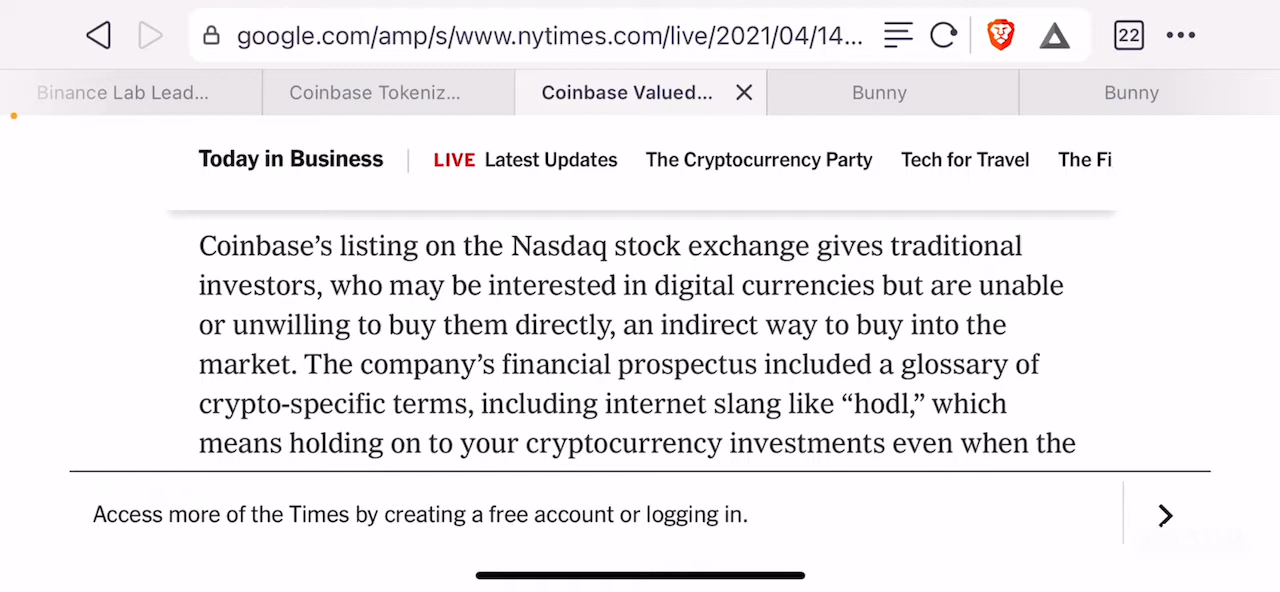 google.com/amp/s/www.nytimes.com/live/2021/04/14...
22
Binance Lab Lead...
Coinbase Tokeniz...
Coinbase Valued...
Bunny
Bunny
Today in Business
LIVE Latest Updates
The Cryptocurrency Party
Tech for Travel
The Fi
Coinbase’s listing on the Nasdaq stock exchange gives traditional
investors, who may be interested in digital currencies but are unable
or unwilling to buy them directly, an indirect way to buy into the
market. The company’s financial prospectus included a glossary of
crypto-specific terms, including internet slang like “hodl,” which
means holding on to your cryptocurrency investments even when the
Access more of the Times by creating a free account or logging in.